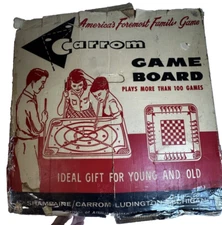 America's Foremost Family Game
Carrom
GAME
BOARD
PLAYS MORE THAN 100 GAMES
IDEAL GIFT FOR YOUNG AND OLD
SHAMPAINE/CARROM-LUDINGTON, MICHIGAN